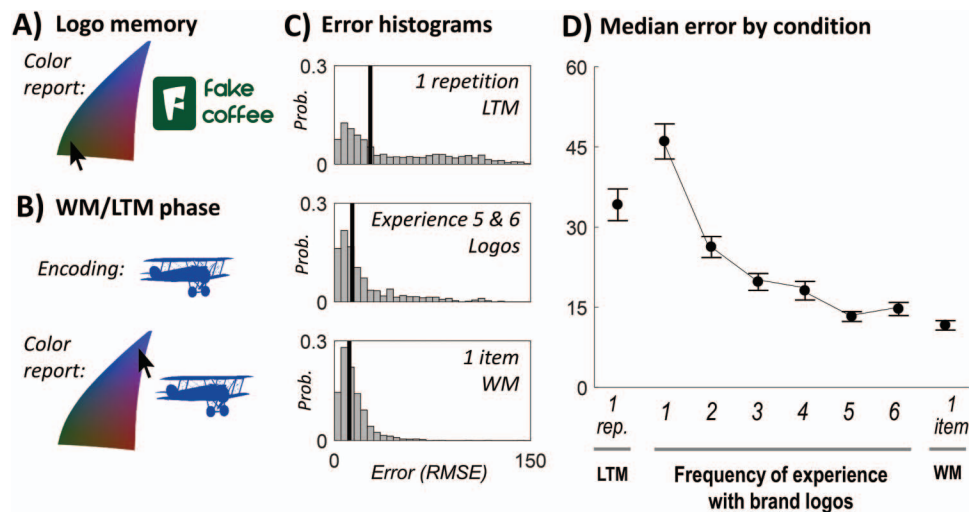 A) Logo memory
Color
report:
F fake
coffee
B) WM/LTM phase
Encoding:
Color
report:
C) Error histograms
0.3
Prob.
0
1 repetition
LTM
0.3
Prob.
0
Experience 5 & 6
Logos
0.3
Prob.
0
1 item
WM
0 150
Error (RMSE)
D) Median error by condition
60
45
30
15
0
1
rep.
1 2 3 4 5 6
1
item
LTM
Frequency of experience
with brand logos
WM